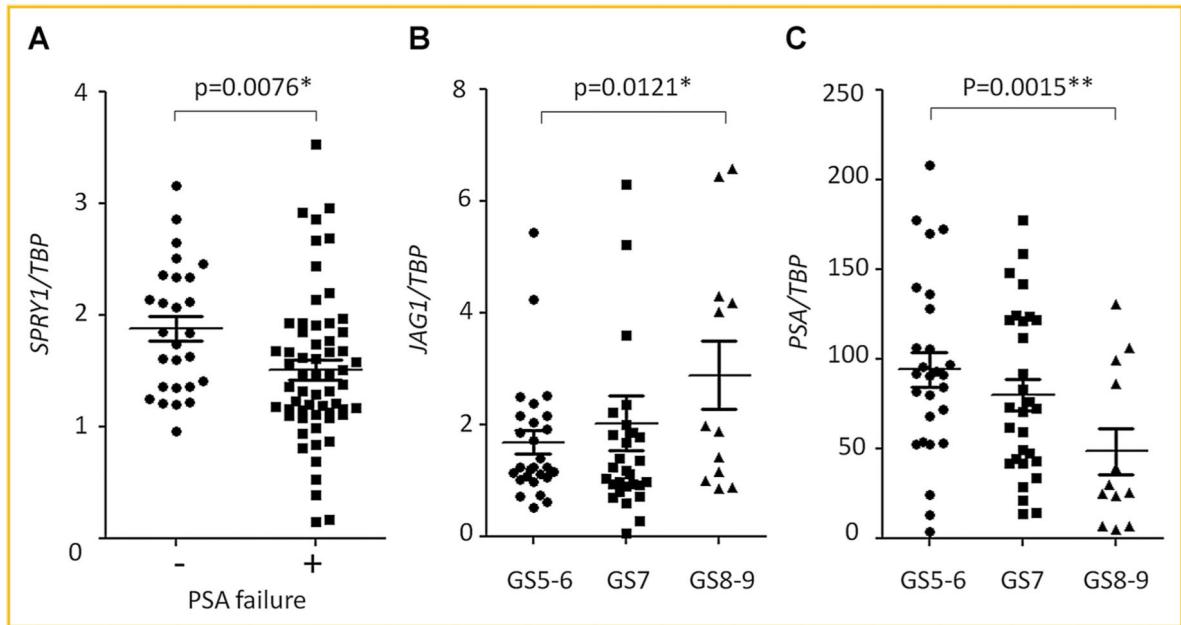 A
p=0.0076*
4
3
2
1
0
SPRY1/TBP
-
+
PSA failure
B
p=0.0121*
8
6
4
2
0
JAG1/TBP
GS5-6
GS7
GS8-9
C
P=0.0015**
250
200
150
100
50
0
PSA/TBP
GS5-6
GS7
GS8-9